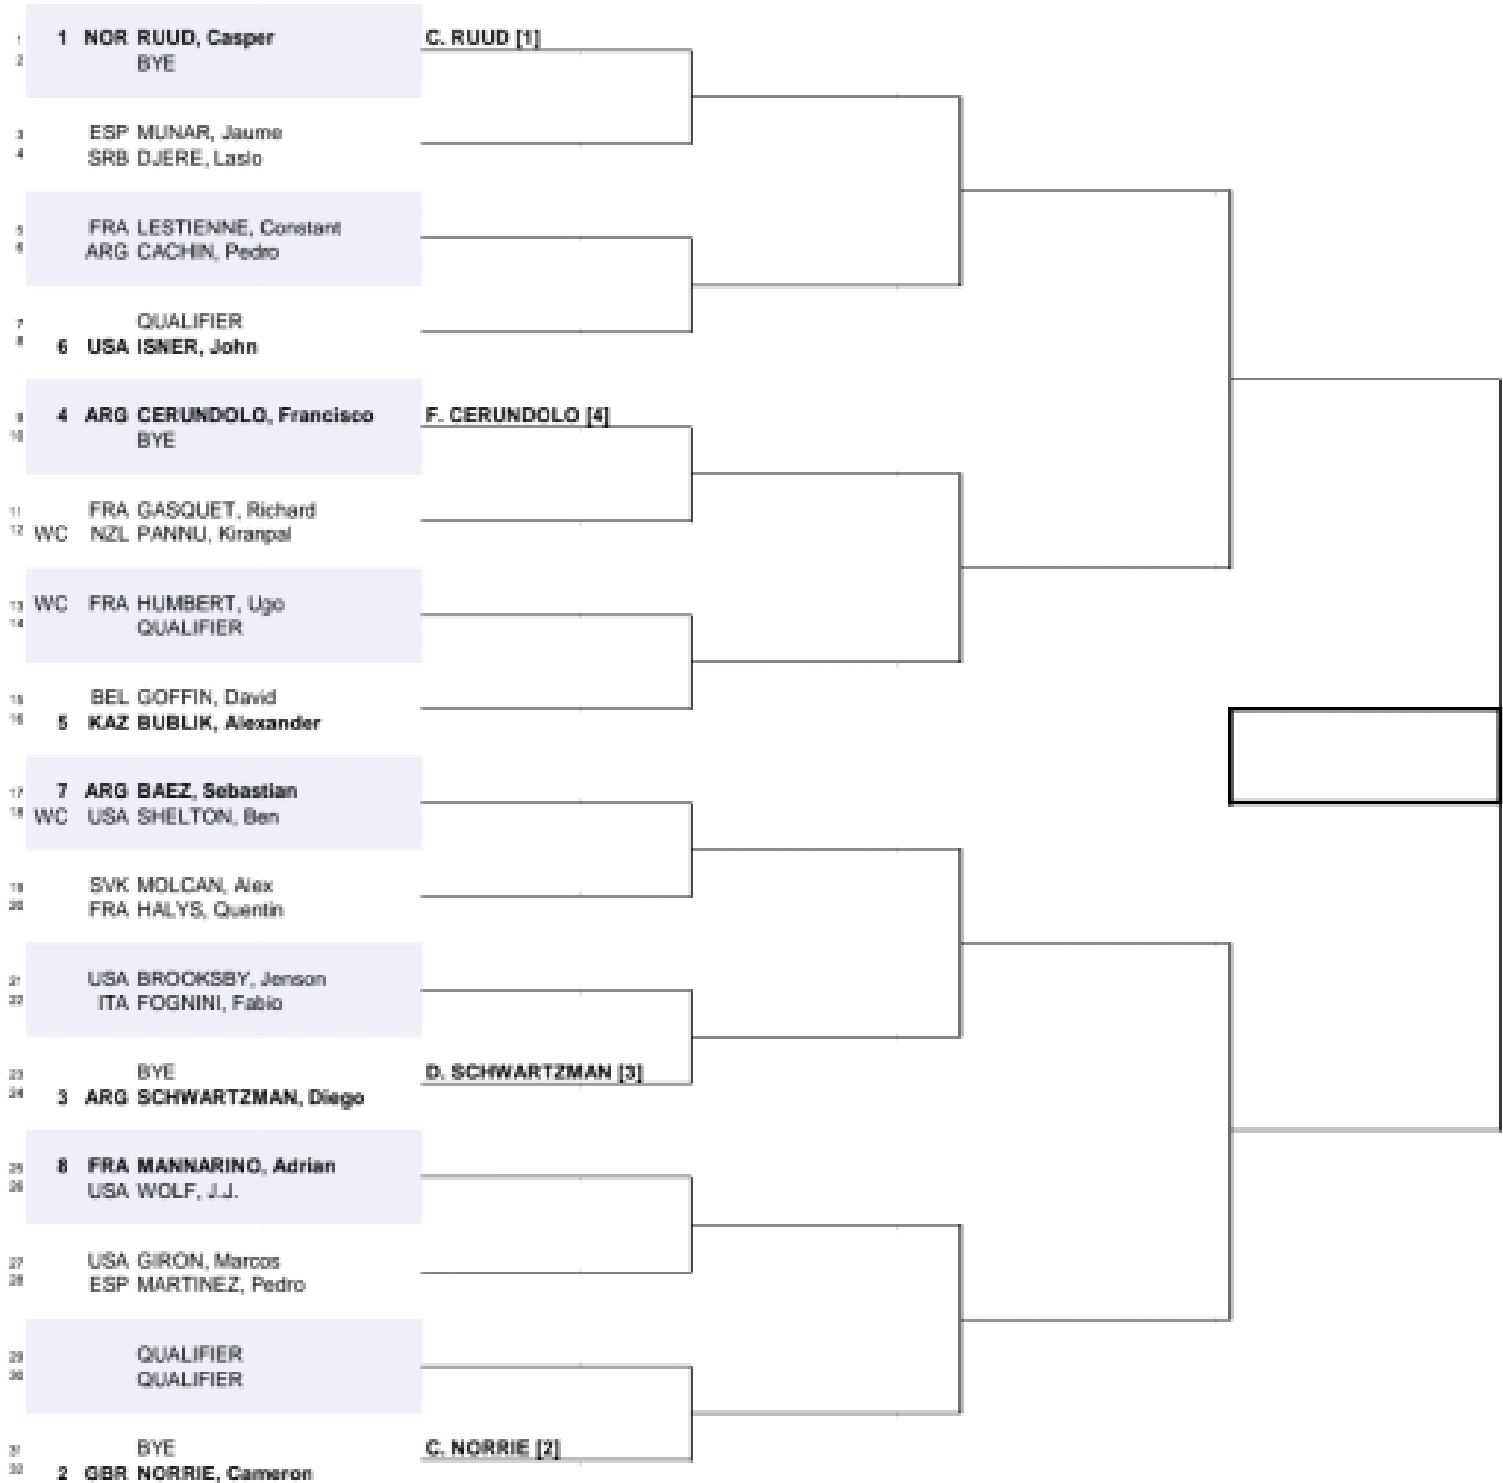 1 1 NOR RUUD, Casper C. RUUD [1]
2 BYE
3 ESP MUNAR, Jaume
4 SRB DJERE, Laslo
5 FRA LESTIENNE, Constant
6 ARG CACHIN, Pedro
7 QUALIFIER
8 6 USA ISNER, John
9 4 ARG CERUNDOLO, Francisco F. CERUNDOLO [4]
10 BYE
11 FRA GASQUET, Richard
12 WC NZL PANNU, Kiranpal
13 WC FRA HUMBERT, Ugo
14 QUALIFIER
15 BEL GOFFIN, David
16 5 KAZ BUBLIK, Alexander
17 7 ARG BAEZ, Sebastian
18 WC USA SHELTON, Ben
19 SVK MOLCAN, Alex
20 FRA HALYS, Quentin
21 USA BROOKSBY, Jenson
22 ITA FOGNINI, Fabio
23 BYE D. SCHWARTZMAN [3]
24 3 ARG SCHWARTZMAN, Diego
25 8 FRA MANNARINO, Adrian
26 USA WOLF, J.J.
27 USA GIRON, Marcos
28 ESP MARTINEZ, Pedro
29 QUALIFIER
30 QUALIFIER
31 BYE C. NORRIE [2]
32 2 GBR NORRIE, Cameron